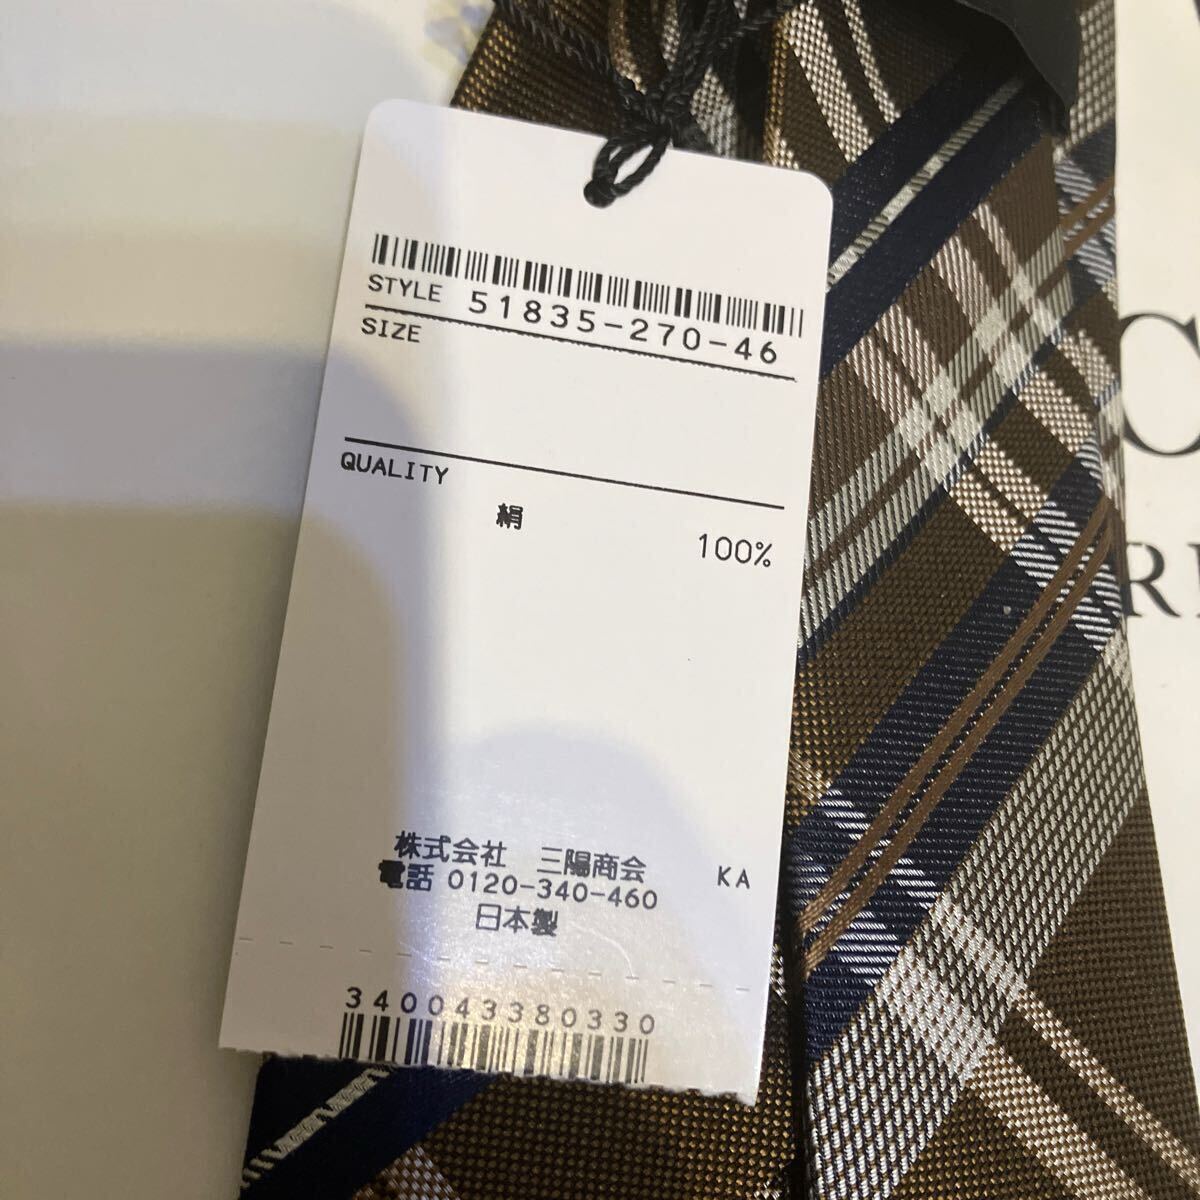 STYLE 51835-270-46
SIZE
QUALITY
絹 100%
株式会社 三陽商会 KA
電話 0120-340-460
日本製
3400043380330